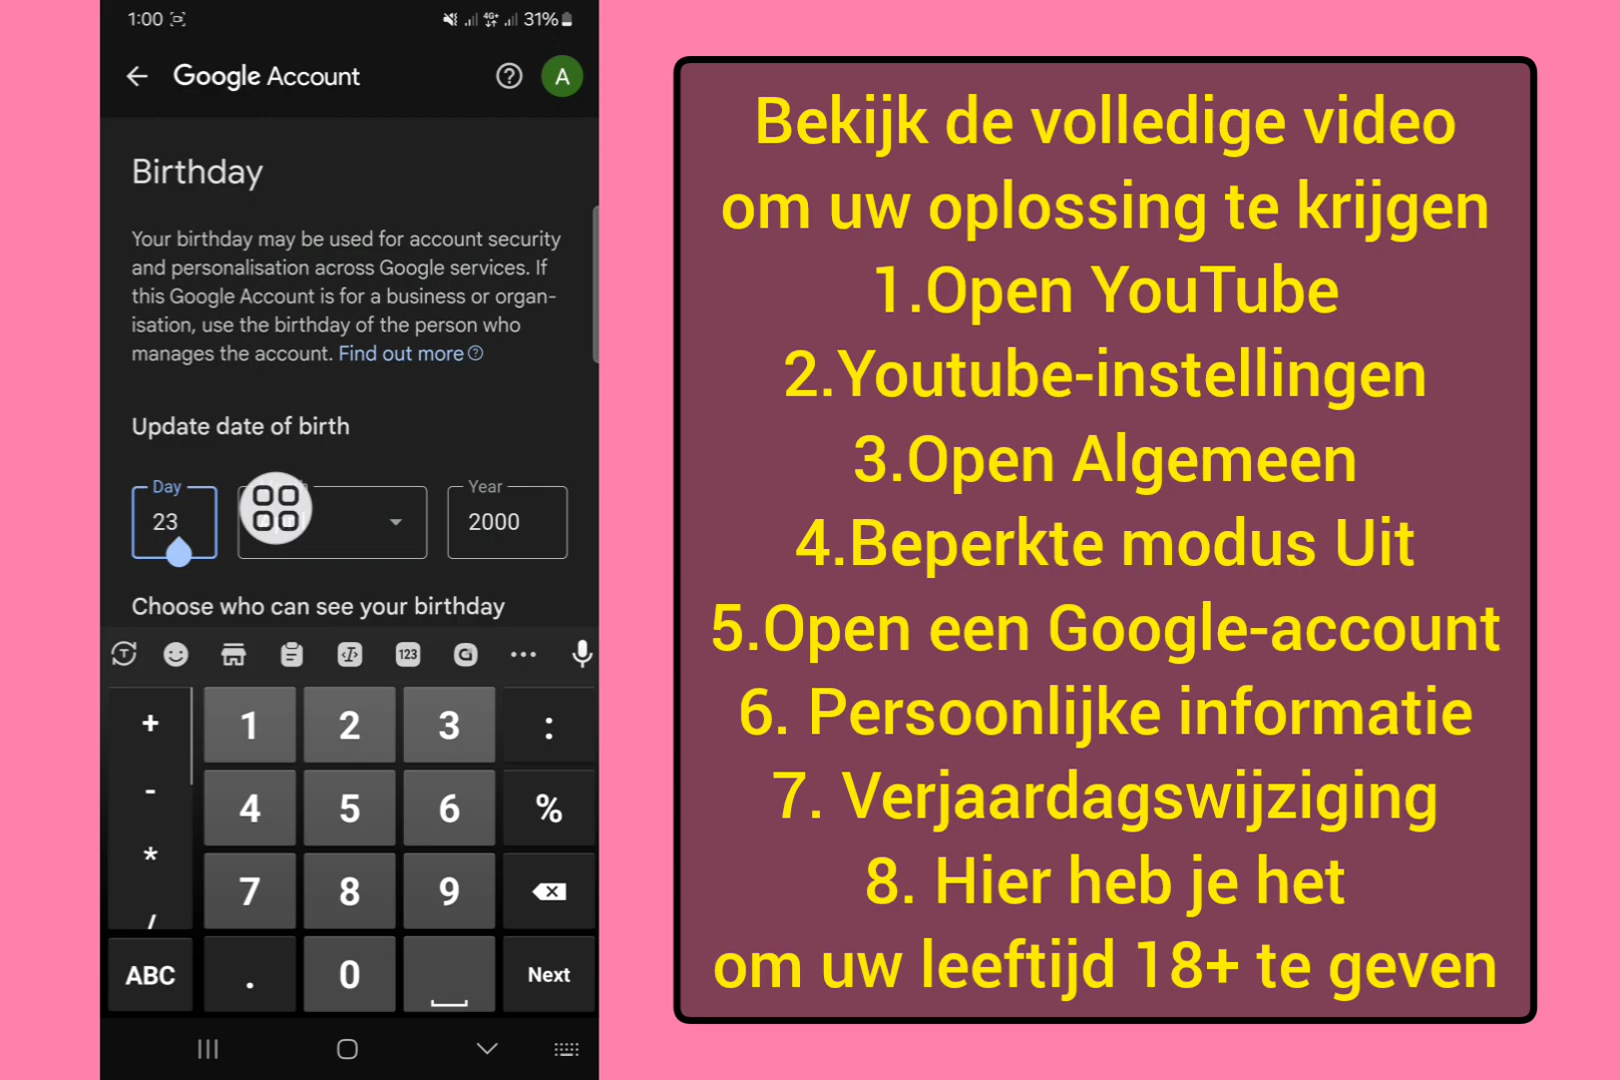 1:00
4G+
31%
Google Account
A
Birthday
Your birthday may be used for account security
and personalisation across Google services. If
this Google Account is for a business or organ-
isation, use the birthday of the person who
manages the account. Find out more
Update date of birth
Day
Year
23
2000
Choose who can see your birthday
123
+ 1 2 3 :
- 4 5 6 %
* 7 8 9
/
ABC . 0 Next
Bekijk de volledige video
om uw oplossing te krijgen
1.Open YouTube
2.Youtube-instellingen
3.Open Algemeen
4.Beperkte modus Uit
5.Open een Google-account
6. Persoonlijke informatie
7. Verjaardagswijziging
8. Hier heb je het
om uw leeftijd 18+ te geven